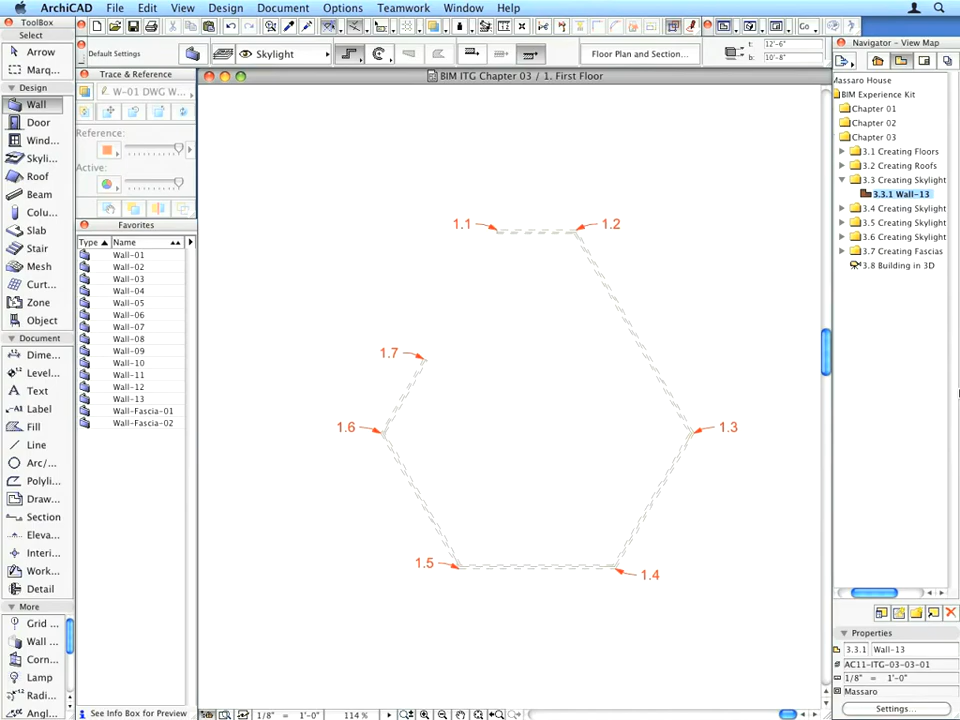 ArchiCAD File Edit View Design Document Options Teamwork Window Help
ToolBox
Select
Arrow
Marq...
Design
Wall
Door
Wind...
Skyli...
Roof
Beam
Colu...
Slab
Stair
Mesh
Curt...
Zone
Object
Document
Dime...
Level...
Text
Label
Fill
Line
Arc/...
Polyli...
Draw...
Section
Eleva...
Interi...
Work...
Detail
More
Grid ...
Wall ...
Corn...
Lamp
Radi...
Angl...
Go
Default Settings
Skylight
Floor Plan and Section...
t: 12'-6"
b: 10'-8"
Trace & Reference
W-01 DWG W...
Reference:
Active:
Favorites
Type Name
Wall-01
Wall-02
Wall-03
Wall-04
Wall-05
Wall-06
Wall-07
Wall-08
Wall-09
Wall-10
Wall-11
Wall-12
Wall-13
Wall-Fascia-01
Wall-Fascia-02
See Info Box for Preview
BIM ITG Chapter 03 / 1. First Floor
1.1
1.2
1.7
1.6
1.3
1.5
1.4
1/8" = 1'-0"
114 %
Navigator - View Map
Massaro House
BIM Experience Kit
Chapter 01
Chapter 02
Chapter 03
3.1 Creating Floors
3.2 Creating Roofs
3.3 Creating Skylight
3.3.1 Wall-13
3.4 Creating Skylight
3.5 Creating Skylight
3.6 Creating Skylight
3.7 Creating Fascias
3.8 Building in 3D
Properties
3.3.1 Wall-13
AC11-ITG-03-03-01
1/8" = 1'-0"
Massaro
Settings...